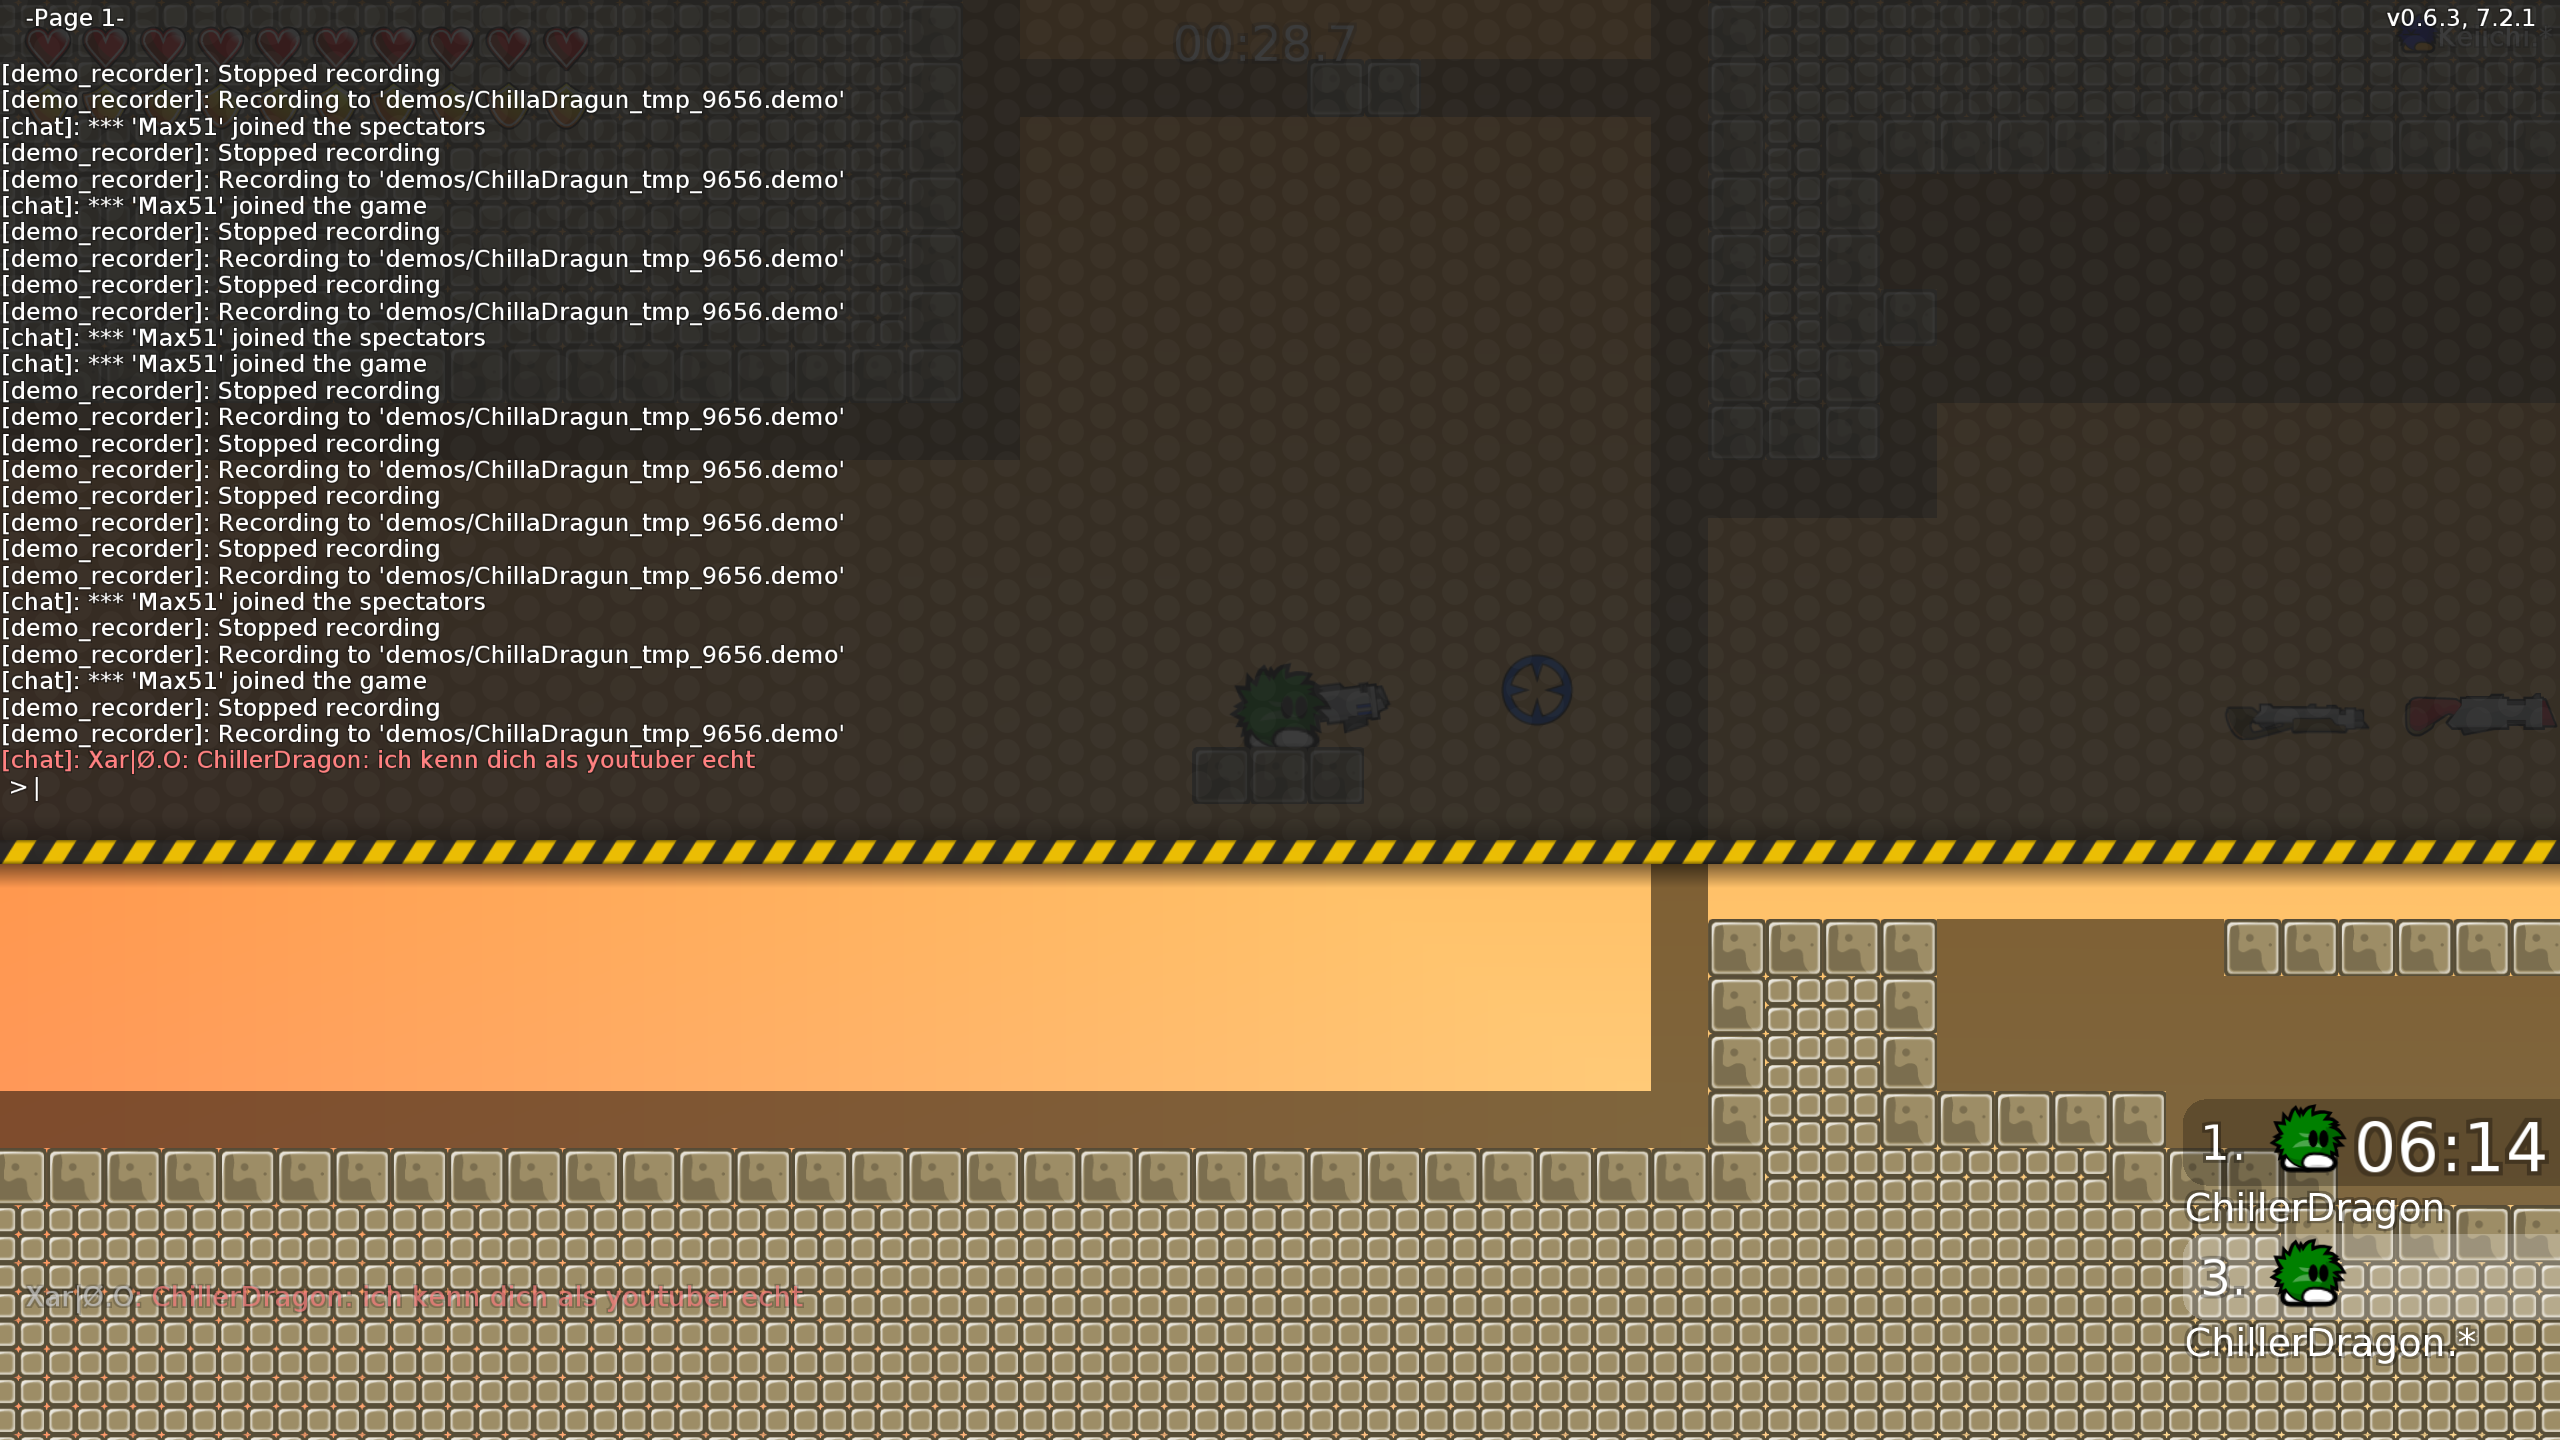 -Page 1-
v0.6.3, 7.2.1
00:28.7
Keiichi.*
[demo_recorder]: Stopped recording
[demo_recorder]: Recording to 'demos/ChillaDragun_tmp_9656.demo'
[chat]: *** 'Max51' joined the spectators
[demo_recorder]: Stopped recording
[demo_recorder]: Recording to 'demos/ChillaDragun_tmp_9656.demo'
[chat]: *** 'Max51' joined the game
[demo_recorder]: Stopped recording
[demo_recorder]: Recording to 'demos/ChillaDragun_tmp_9656.demo'
[demo_recorder]: Stopped recording
[demo_recorder]: Recording to 'demos/ChillaDragun_tmp_9656.demo'
[chat]: *** 'Max51' joined the spectators
[chat]: *** 'Max51' joined the game
[demo_recorder]: Stopped recording
[demo_recorder]: Recording to 'demos/ChillaDragun_tmp_9656.demo'
[demo_recorder]: Stopped recording
[demo_recorder]: Recording to 'demos/ChillaDragun_tmp_9656.demo'
[demo_recorder]: Stopped recording
[demo_recorder]: Recording to 'demos/ChillaDragun_tmp_9656.demo'
[demo_recorder]: Stopped recording
[demo_recorder]: Recording to 'demos/ChillaDragun_tmp_9656.demo'
[chat]: *** 'Max51' joined the spectators
[demo_recorder]: Stopped recording
[demo_recorder]: Recording to 'demos/ChillaDragun_tmp_9656.demo'
[chat]: *** 'Max51' joined the game
[demo_recorder]: Stopped recording
[demo_recorder]: Recording to 'demos/ChillaDragun_tmp_9656.demo'
[chat]: Xar|Ø.O: ChillerDragon: ich kenn dich als youtuber echt
>
1. 06:14
ChillerDragon
3.
ChillerDragon.*
Xar|Ø.O: ChillerDragon: ich kenn dich als youtuber echt